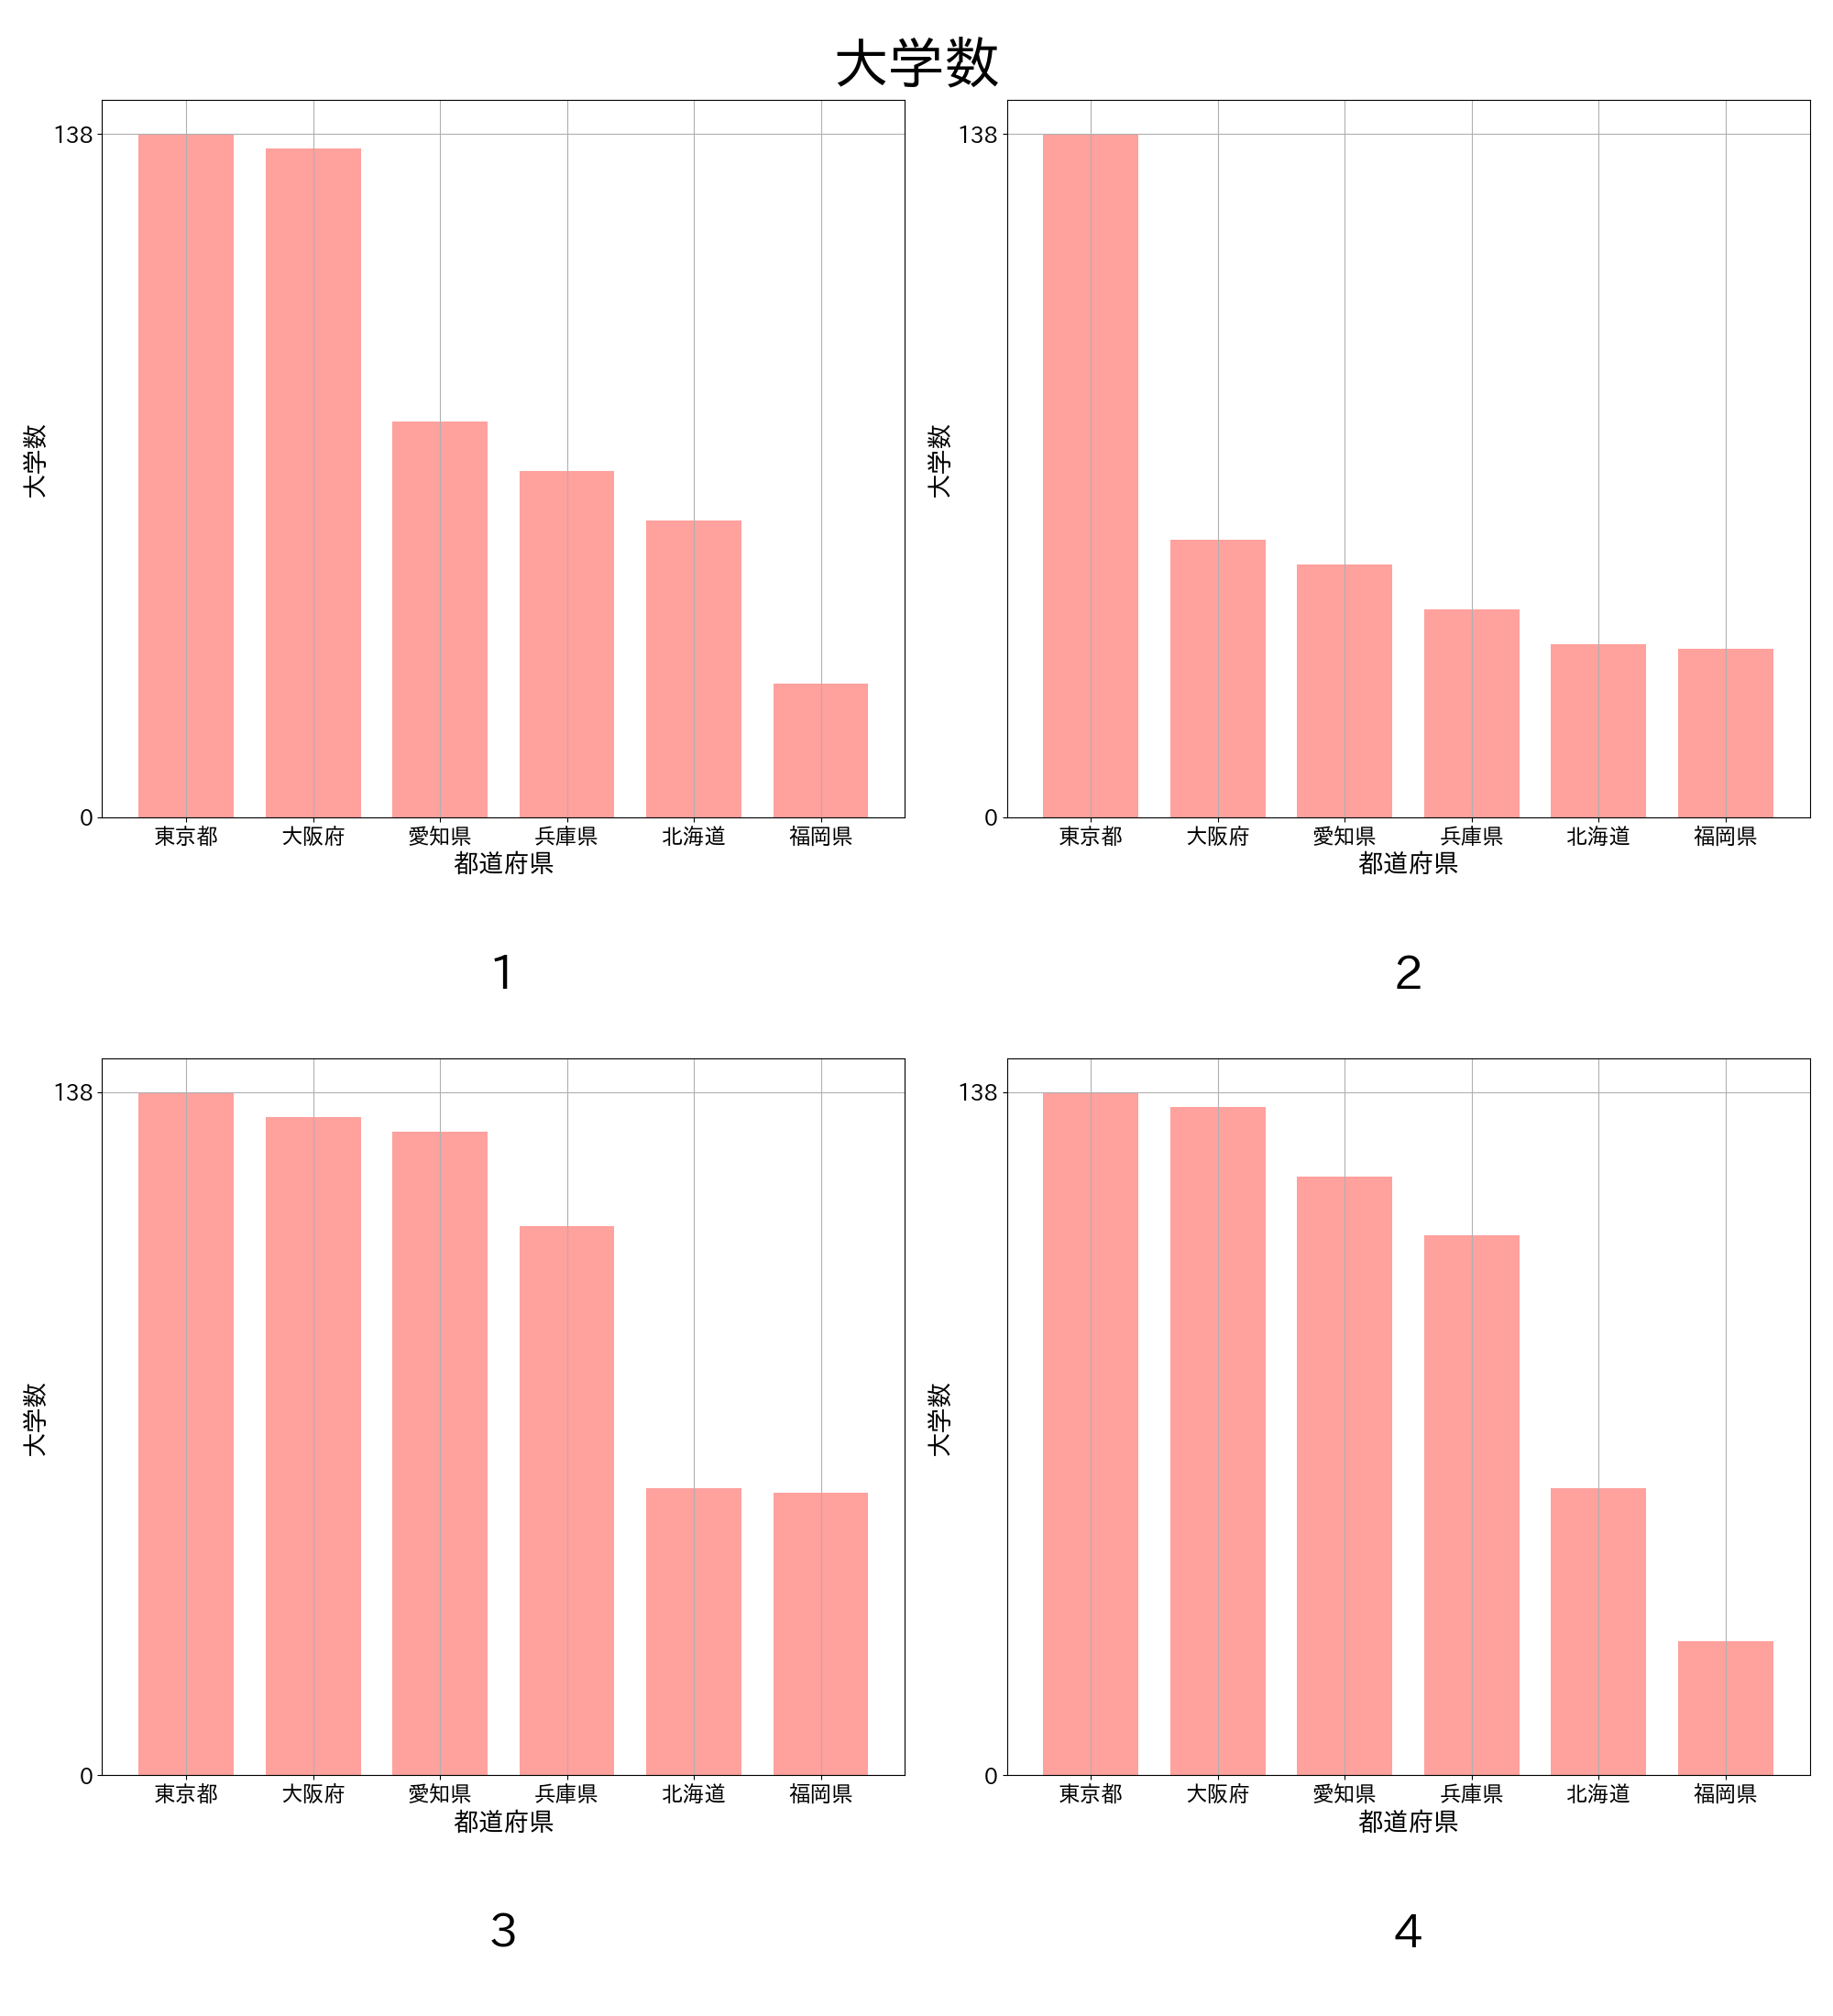 大学数
138
0
大学数
東京都 大阪府 愛知県 兵庫県 北海道 福岡県
都道府県
1
138
0
大学数
東京都 大阪府 愛知県 兵庫県 北海道 福岡県
都道府県
2
138
0
大学数
東京都 大阪府 愛知県 兵庫県 北海道 福岡県
都道府県
3
138
0
大学数
東京都 大阪府 愛知県 兵庫県 北海道 福岡県
都道府県
4